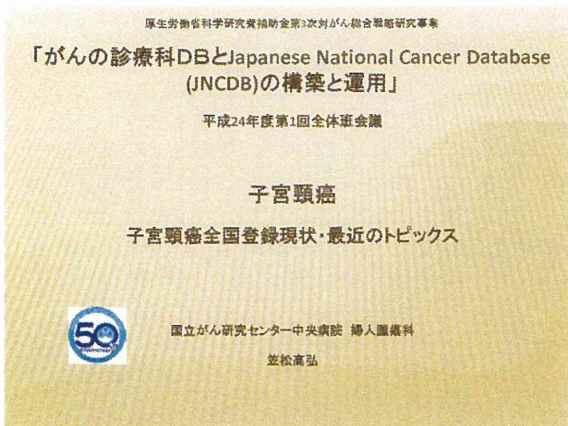 厚生労働省科学研究費補助金第3次対がん総合戦略研究事業
「がんの診療科DBとJapanese National Cancer Database
(JNCDB)の構築と運用」
平成24年度第1回全体班会議
子宮頸癌
子宮頸癌全国登録現状・最近のトピックス
50
Anniversary
国立がん研究センター中央病院 婦人腫瘍科
笠松高弘